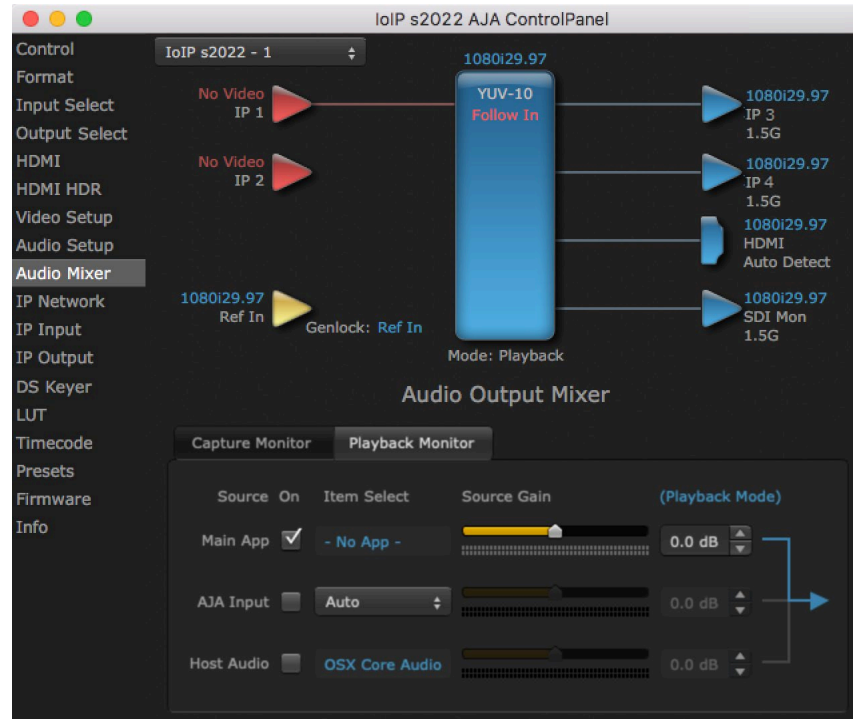 IoIP s2022 AJA ControlPanel
Control
Format
Input Select
Output Select
HDMI
HDMI HDR
Video Setup
Audio Setup
Audio Mixer
IP Network
IP Input
IP Output
DS Keyer
LUT
Timecode
Presets
Firmware
Info
IoIP s2022 - 1
No Video
IP 1
No Video
IP 2
1080i29.97
Ref In
Genlock: Ref In
1080i29.97
YUV-10
Follow In
Mode: Playback
1080i29.97
IP 3
1.5G
1080i29.97
IP 4
1.5G
1080i29.97
HDMI
Auto Detect
1080i29.97
SDI Mon
1.5G
Audio Output Mixer
Capture Monitor Playback Monitor
Source On Item Select Source Gain (Playback Mode)
Main App - No App - 0.0 dB
AJA Input Auto 0.0 dB
Host Audio OSX Core Audio 0.0 dB